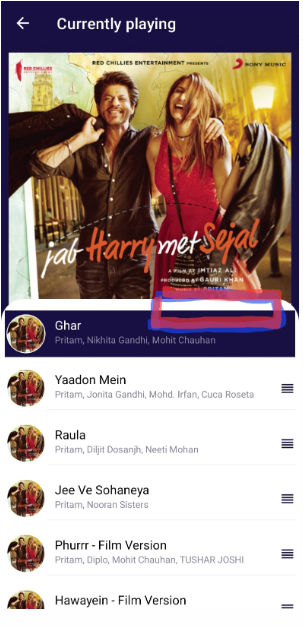 Currently playing
RED CHILLIES ENTERTAINMENT PRESENTS
RED CHILLIES
ENTERTAINMENT
SONY MUSIC
jab Harry met Sejal
A FILM BY IMTIAZ ALI
PRODUCED BY GAURI KHAN
MUSIC BY PRITAM
Ghar
Pritam, Nikhita Gandhi, Mohit Chauhan
Yaadon Mein
Pritam, Jonita Gandhi, Mohd. Irfan, Cuca Roseta
Raula
Pritam, Diljit Dosanjh, Neeti Mohan
Jee Ve Sohaneya
Pritam, Nooran Sisters
Phurrr - Film Version
Pritam, Diplo, Mohit Chauhan, TUSHAR JOSHI
Hawayein - Film Version